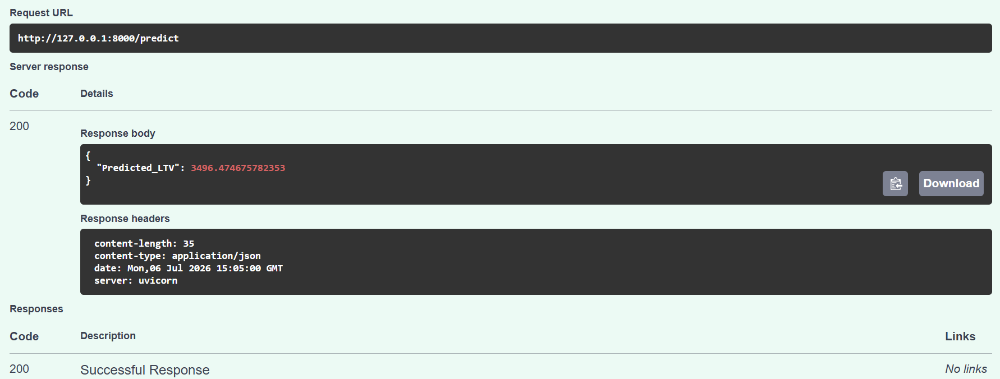 Request URL
http://127.0.0.1:8000/predict
Server response
Code Details
200
Response body
{
"Predicted_LTV": 3496.474675782353
}
Download
Response headers
content-length: 35
content-type: application/json
date: Mon,06 Jul 2026 15:05:00 GMT
server: uvicorn
Responses
Code Description Links
200 Successful Response No links